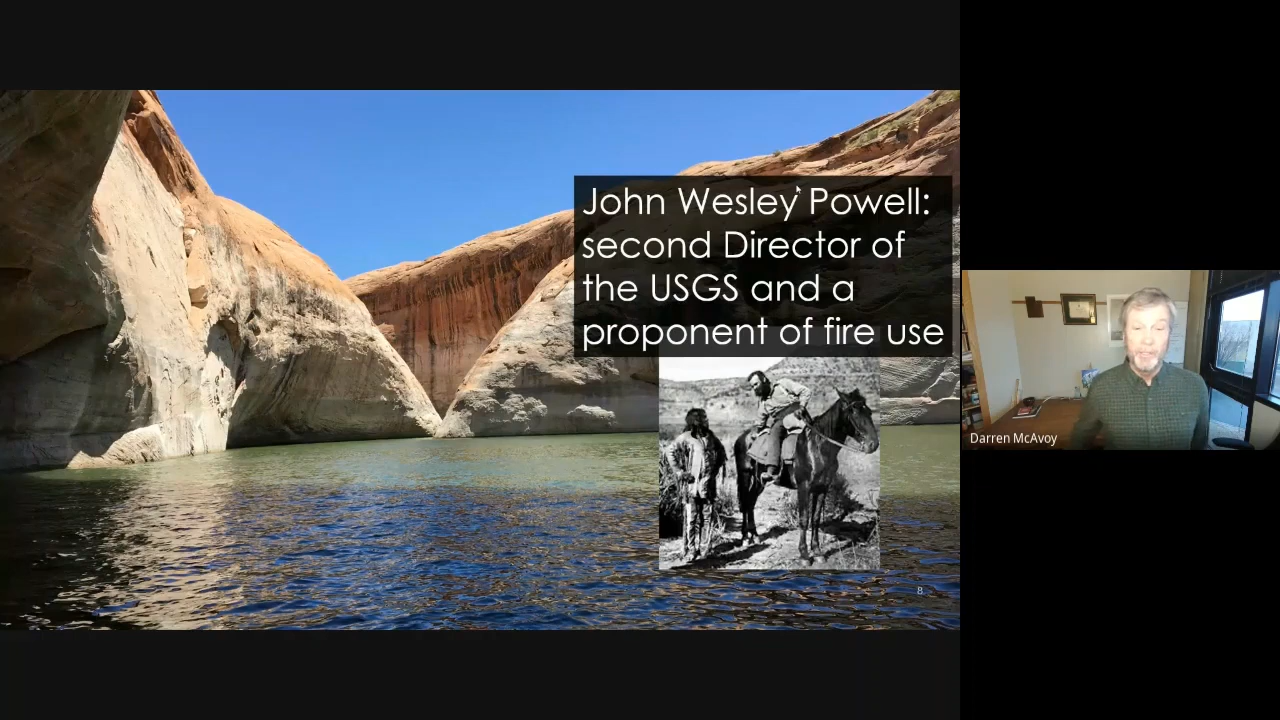 John Wesley Powell:
second Director of
the USGS and a
proponent of fire use
8
Darren McAvoy